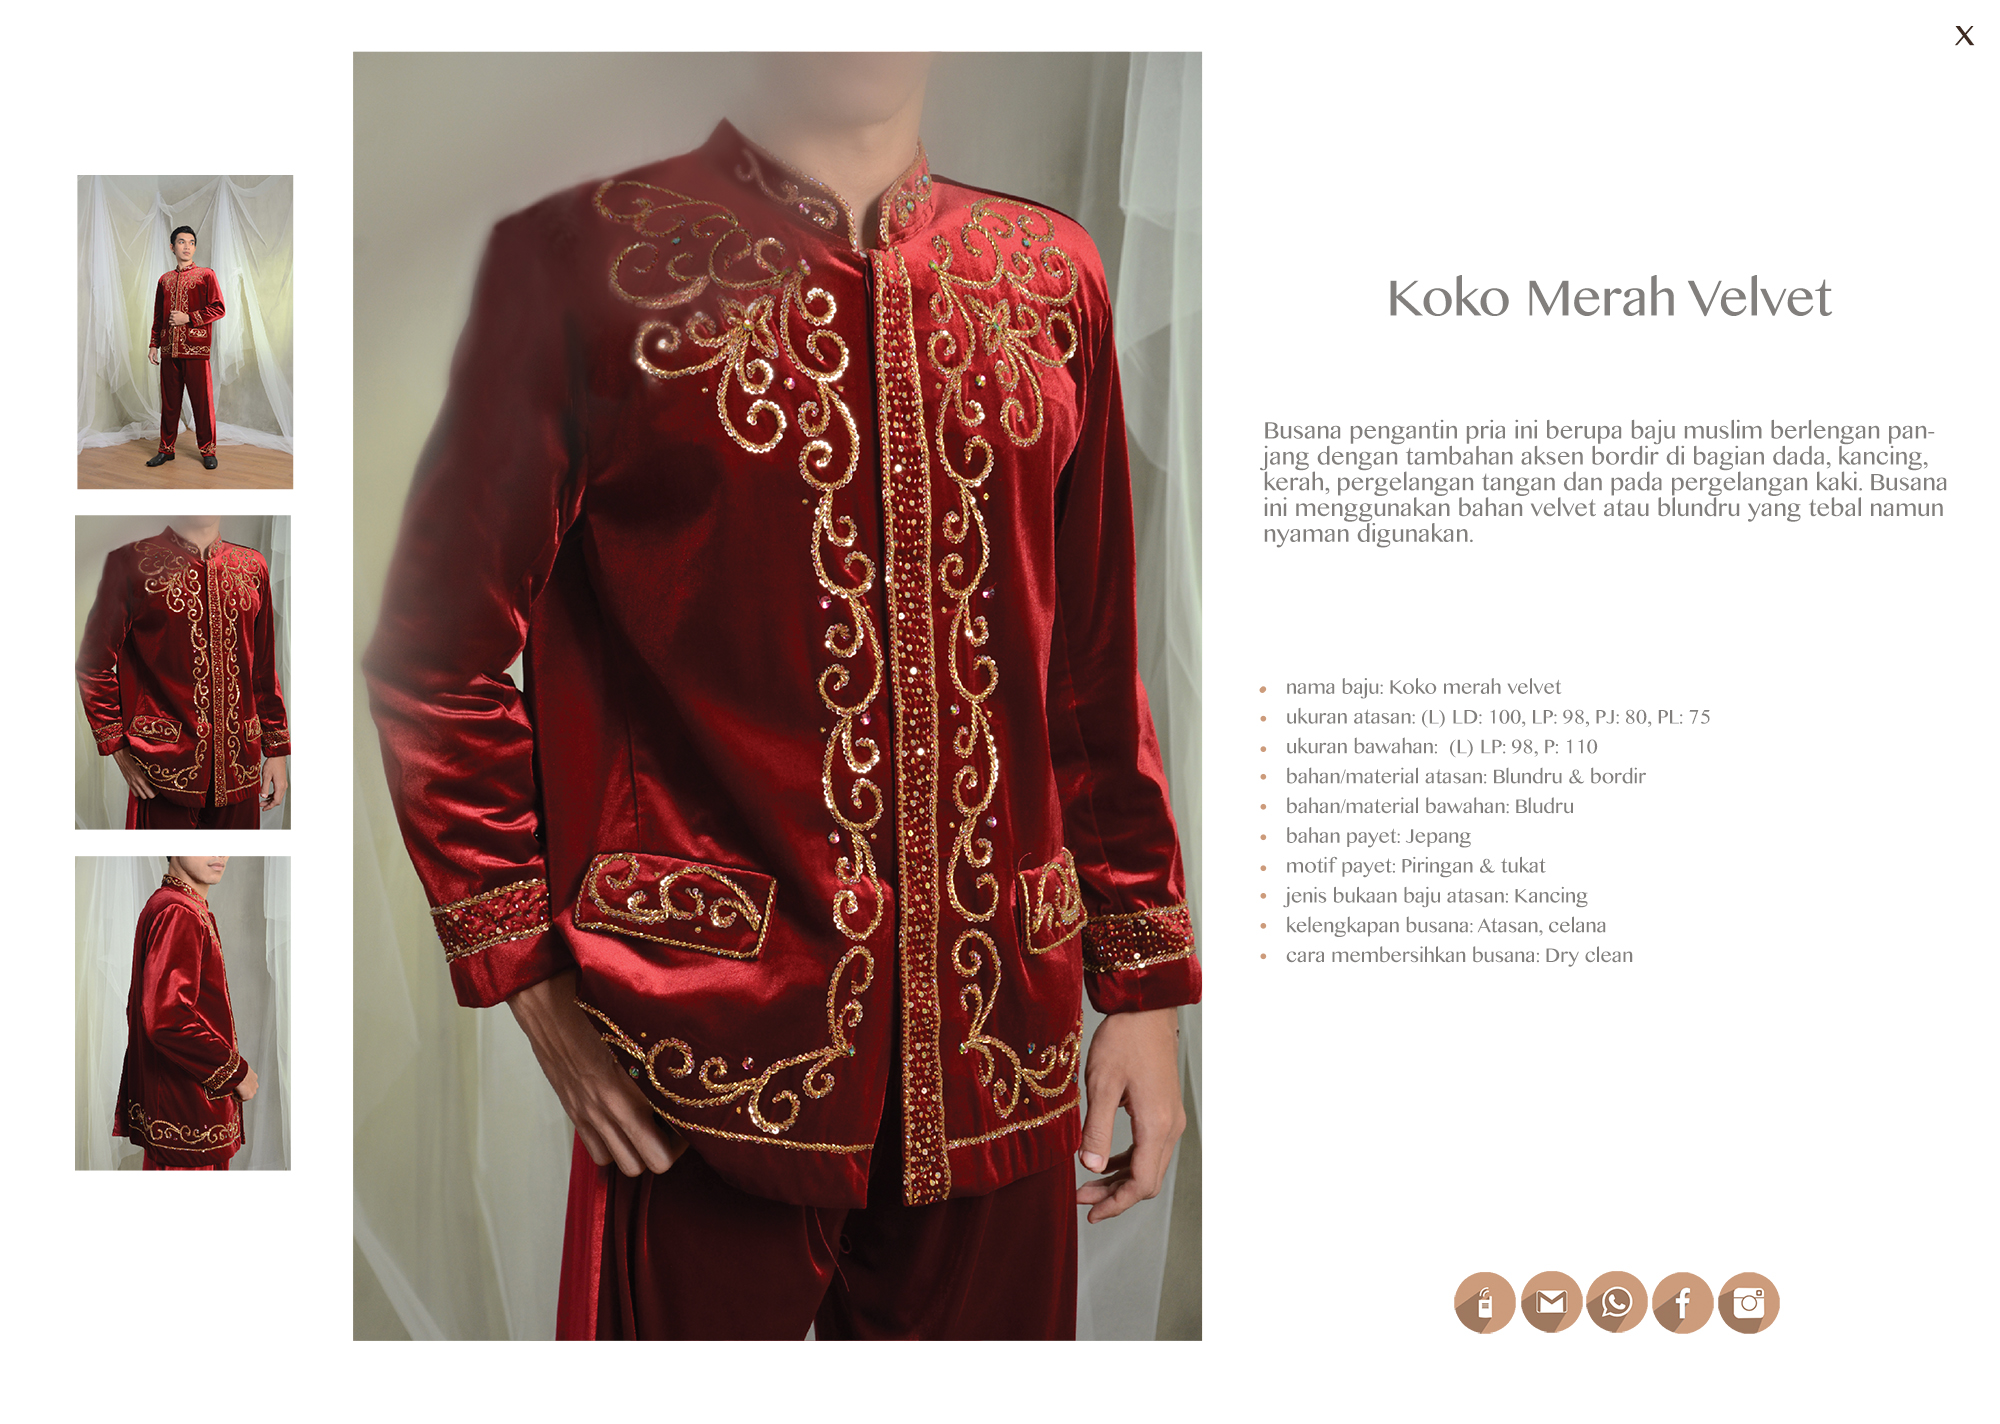 X
Koko Merah Velvet
Busana pengantin pria ini berupa baju muslim berlengan pan-
jang dengan tambahan aksen bordir di bagian dada, kancing,
kerah, pergelangan tangan dan pada pergelangan kaki. Busana
ini menggunakan bahan velvet atau blundru yang tebal namun
nyaman digunakan.
• nama baju: Koko merah velvet
• ukuran atasan: (L) LD: 100, LP: 98, PJ: 80, PL: 75
• ukuran bawahan: (L) LP: 98, P: 110
• bahan/material atasan: Blundru & bordir
• bahan/material bawahan: Bludru
• bahan payet: Jepang
• motif payet: Piringan & tukat
• jenis bukaan baju atasan: Kancing
• kelengkapan busana: Atasan, celana
• cara membersihkan busana: Dry clean